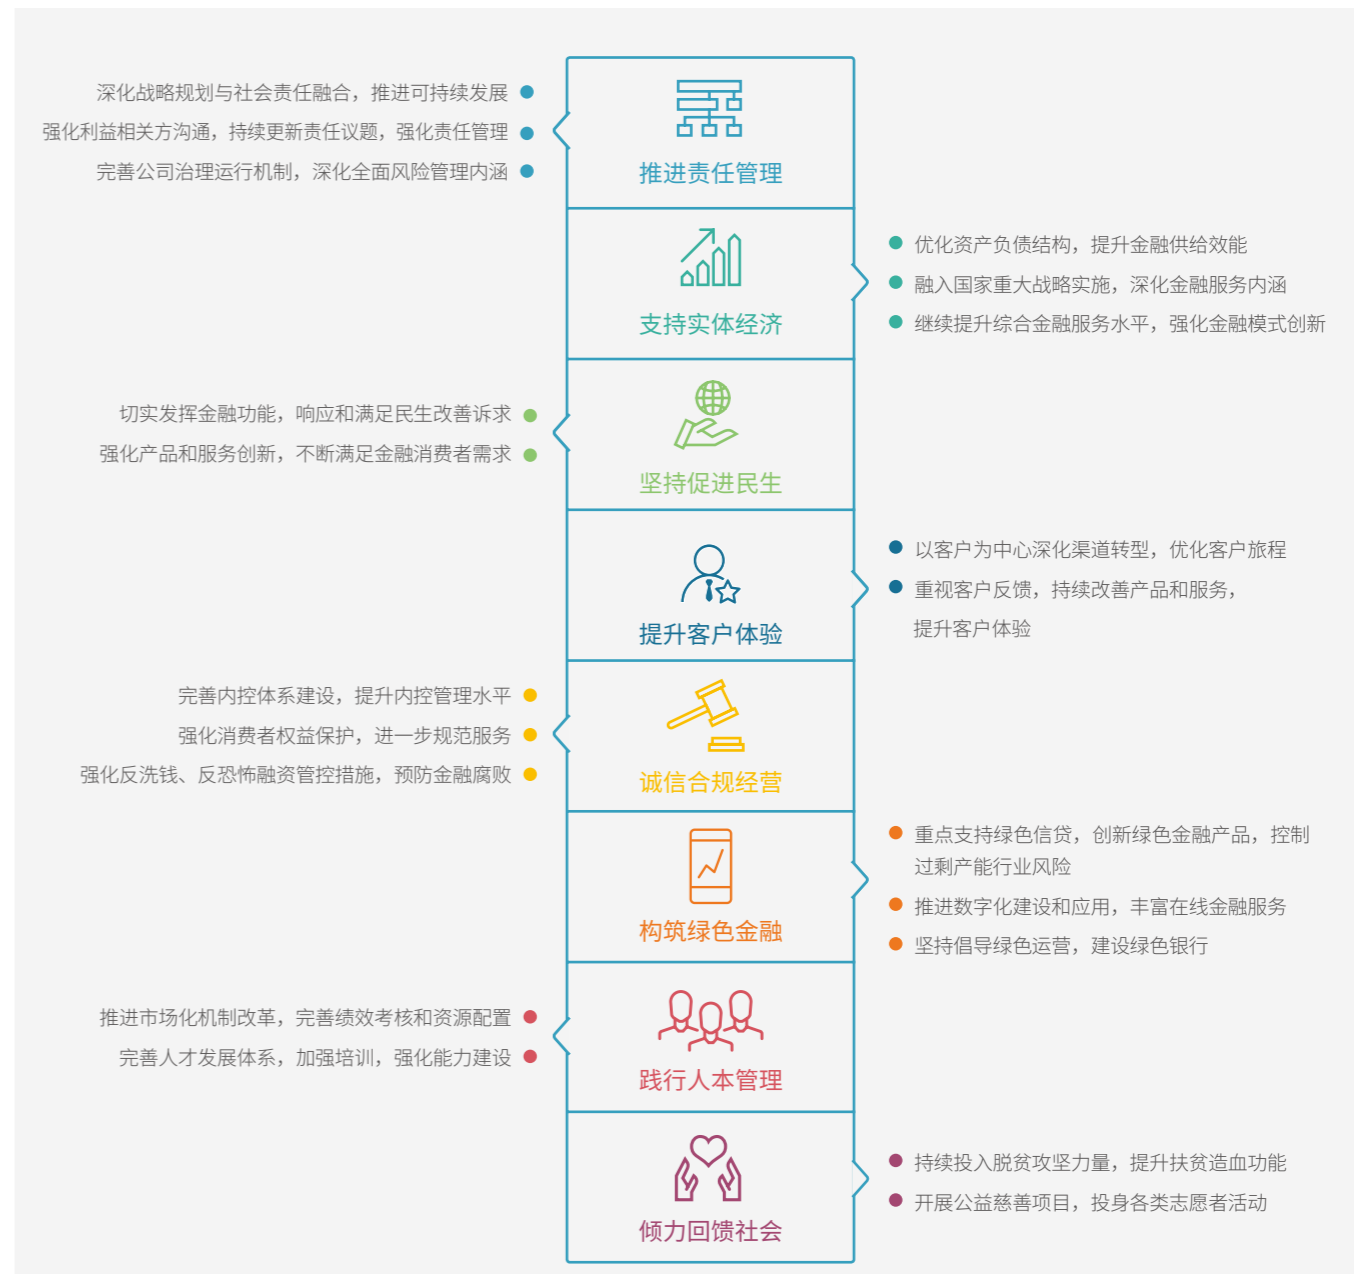 深化战略规划与社会责任融合，推进可持续发展
强化利益相关方沟通，持续更新责任议题，强化责任管理
完善公司治理运行机制，深化全面风险管理内涵
推进责任管理
支持实体经济
优化资产负债结构，提升金融供给效能
融入国家重大战略实施，深化金融服务内涵
继续提升综合金融服务水平，强化金融模式创新
切实发挥金融功能，响应和满足民生改善诉求
强化产品和服务创新，不断满足金融消费者需求
坚持促进民生
提升客户体验
以客户为中心深化渠道转型，优化客户旅程
重视客户反馈，持续改善产品和服务，
提升客户体验
完善内控体系建设，提升内控管理水平
强化消费者权益保护，进一步规范服务
强化反洗钱、反恐怖融资管控措施，预防金融腐败
诚信合规经营
构筑绿色金融
重点支持绿色信贷，创新绿色金融产品，控制
过剩产能行业风险
推进数字化建设和应用，丰富在线金融服务
坚持倡导绿色运营，建设绿色银行
推进市场化机制改革，完善绩效考核和资源配置
完善人才发展体系，加强培训，强化能力建设
践行人本管理
倾力回馈社会
持续投入脱贫攻坚力量，提升扶贫造血功能
开展公益慈善项目，投身各类志愿者活动